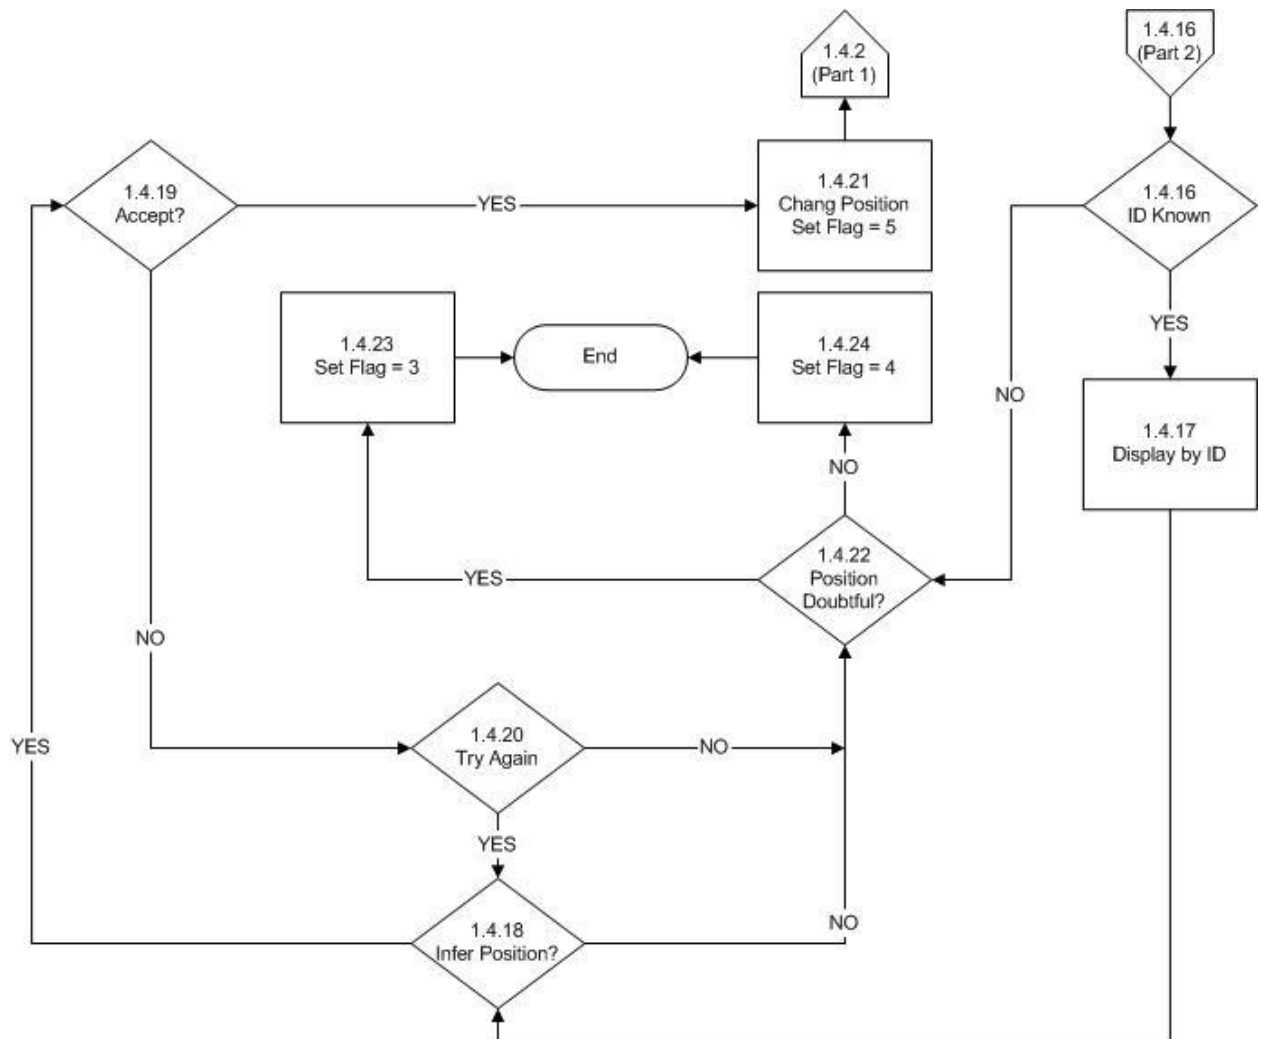 1.4.2
(Part 1)
1.4.16
(Part 2)
1.4.19
Accept?
YES
1.4.21
Chang Position
Set Flag = 5
1.4.16
ID Known
1.4.23
Set Flag = 3
End
1.4.24
Set Flag = 4
YES
NO
1.4.17
Display by ID
NO
1.4.22
Position
Doubtful?
YES
NO
1.4.20
Try Again
NO
YES
YES
1.4.18
Infer Position?
NO